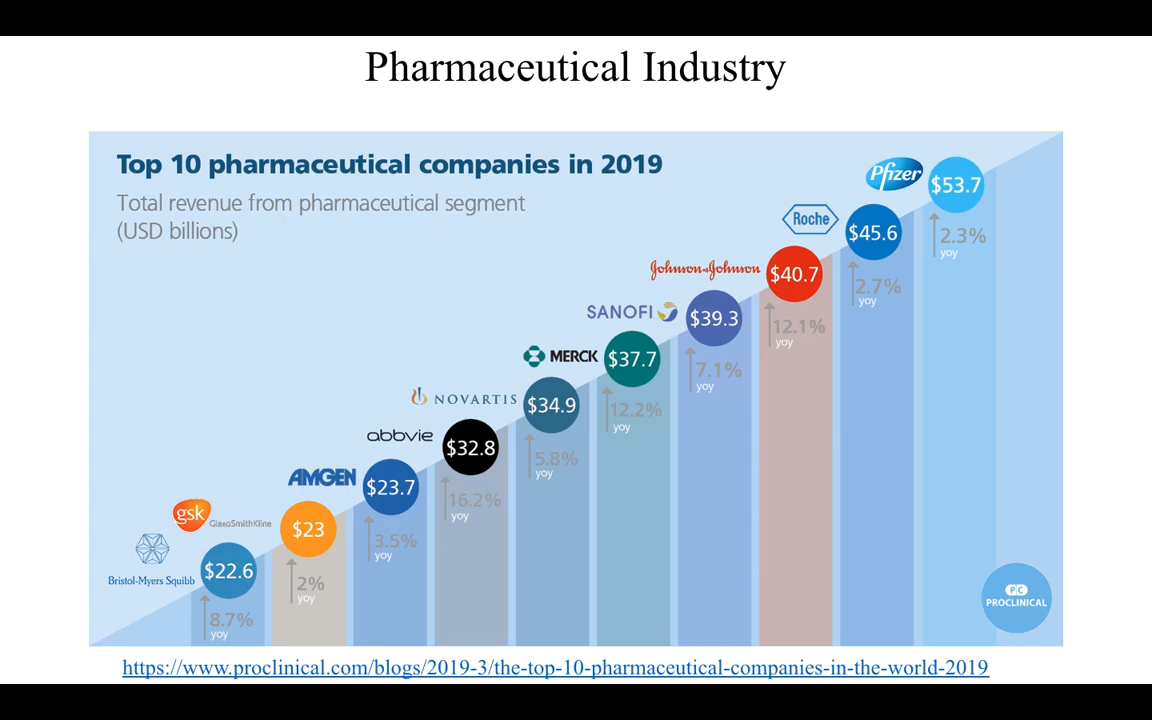 Pharmaceutical Industry
Top 10 pharmaceutical companies in 2019
Total revenue from pharmaceutical segment
(USD billions)
Pfizer
$53.7
2.3%
yoy
Roche
$45.6
2.7%
yoy
Johnson & Johnson
$40.7
12.1%
yoy
SANOFI
$39.3
7.1%
yoy
MERCK
$37.7
12.2%
yoy
NOVARTIS
$34.9
5.8%
yoy
abbvie
$32.8
16.2%
yoy
AMGEN
$23.7
3.5%
yoy
gsk
GlaxoSmithKline
$23
2%
yoy
Bristol-Myers Squibb
$22.6
8.7%
yoy
PC
PROCLINICAL
https://www.proclinical.com/blogs/2019-3/the-top-10-pharmaceutical-companies-in-the-world-2019